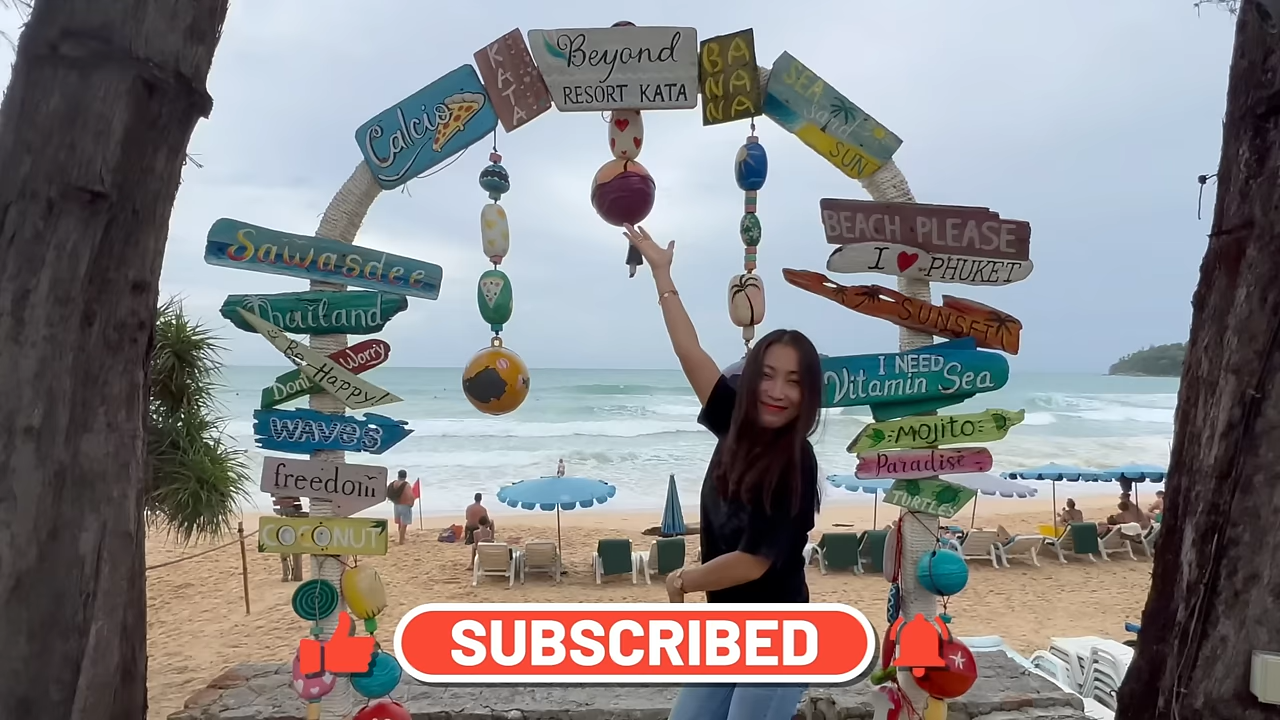 Calcio
KATA
Beyond
RESORT KATA
BANANA
SEA
Sand
SUN
Sawasdee
Thailand
Don't Worry
Be Happy!
WAVES
freedom
COCONUT
BEACH PLEASE
I ❤ PHUKET
SUNSET
I NEED
Vitamin Sea
MOJITO
Paradise
TURTLES
SUBSCRIBED